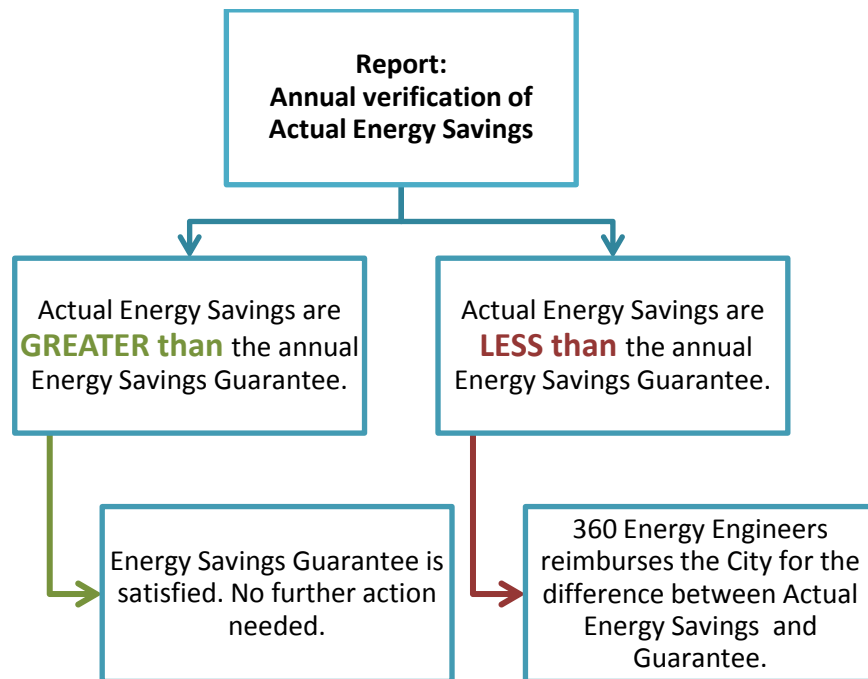 Report:
Annual verification of
Actual Energy Savings
Actual Energy Savings are
GREATER than the annual
Energy Savings Guarantee.
Actual Energy Savings are
LESS than the annual
Energy Savings Guarantee.
Energy Savings Guarantee is
satisfied. No further action
needed.
360 Energy Engineers
reimburses the City for the
difference between Actual
Energy Savings and
Guarantee.